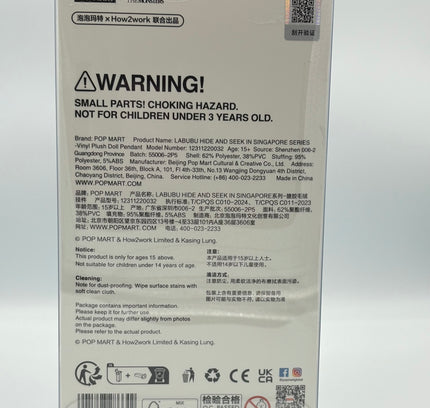 THE MONSTERS
泡泡玛特 × How2work 联合出品
刮开验证
WARNING!
SMALL PARTS! CHOKING HAZARD.
NOT FOR CHILDREN UNDER 3 YEARS OLD.
Brand: POP MART Product Name: LABUBU HIDE AND SEEK IN SINGAPORE SERIES
-Vinyl Plush Doll Pendant Model Number: 12311220032 Age: 15+ Source: Shenzhen 006-2
Guangdong Province Batch: 55006-2P5 Shell: 62% Polyester, 38%PVC Stuffing: 95%
Polyester, 5%ABS Manufacturer: Beijing Pop Mart Cultural & Creative Co., Ltd. Address:
Room 3606, Floor 36th, Block A, 101, Fl 4th-33th, No.13 Wangjing Dongyuan 4th District,
Chaoyang District, Beijing, China. Service Hotline: (+86) 400-023-2233 Made in China
WWW.POPMART.COM
品牌: POP MART 产品名称: LABUBU HIDE AND SEEK IN SINGAPORE系列-搪胶毛绒
挂件 产品型号: 12311220032 执行标准: T/CPQS C010-2024、T/CPQS C011-2023
年龄范围: 15岁以上 产地: 广东省深圳市006-2 生产批次: 55006-2P5 面料: 62%聚酯纤维,
38%PVC 填充物: 95%聚酯纤维, 5%ABS 制造商: 北京泡泡玛特文化创意有限公司
地址: 北京市朝阳区望京东园四区13号楼-4至33层101内A座36层3606室
网址: WWW.POPMART.COM 电话: 400-023-2233
© POP MART & How2work Limited & Kasing Lung.
Notice:
This product is only for ages 15 above.
Not suitable for children under 14 years of age.
注意:
本产品适用于15岁以上人士。
不适用14岁以下儿童使用。
Cleaning:
Note for dust-proofing. Wipe surfaces with
soft clean cloth.
清洁方式:
注意防尘, 用柔软洁净的布擦拭表面污渍。
Package contains important information.
Please keep it for further use.
Actual product may differ slightly from photos
on the package.
Please refer to the actual product.
包装上含有重要信息, 请保留备用。
图片可能与实物不符, 请以实物为准
© POP MART & How2work Limited & Kasing Lung.
CE
UK
CA
MIX
检验合格
QC PASSED